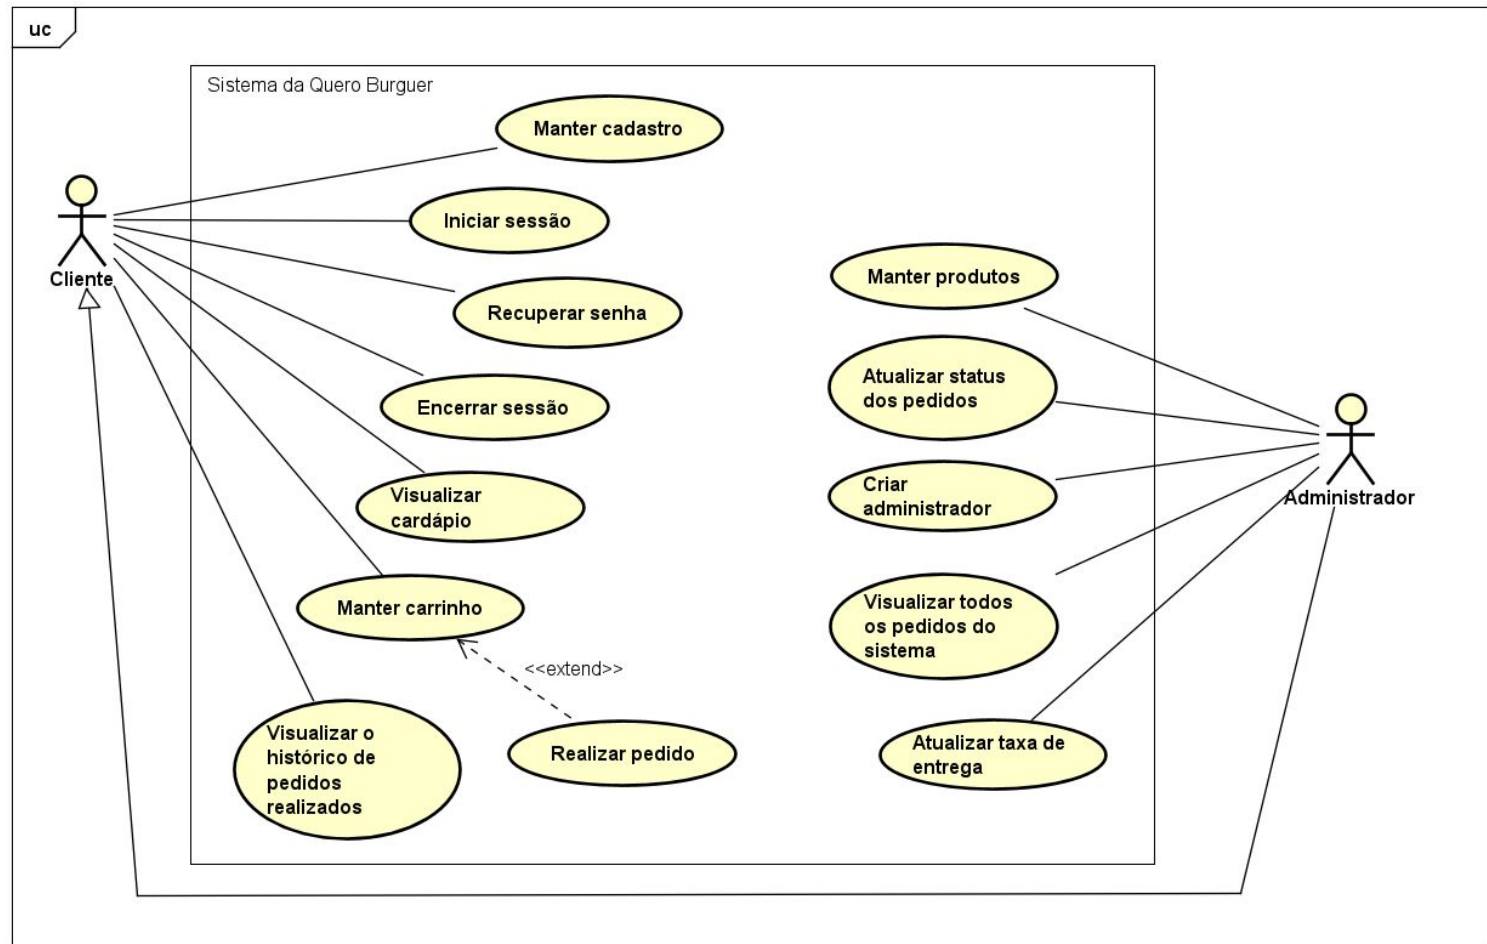 uc
Sistema da Quero Burguer
Manter cadastro
Iniciar sessão
Recuperar senha
Encerrar sessão
Visualizar
cardápio
Manter carrinho
<<extend>>
Visualizar o
histórico de
pedidos
realizados
Realizar pedido
Cliente
Manter produtos
Atualizar status
dos pedidos
Criar
administrador
Visualizar todos
os pedidos do
sistema
Atualizar taxa de
entrega
Administrador